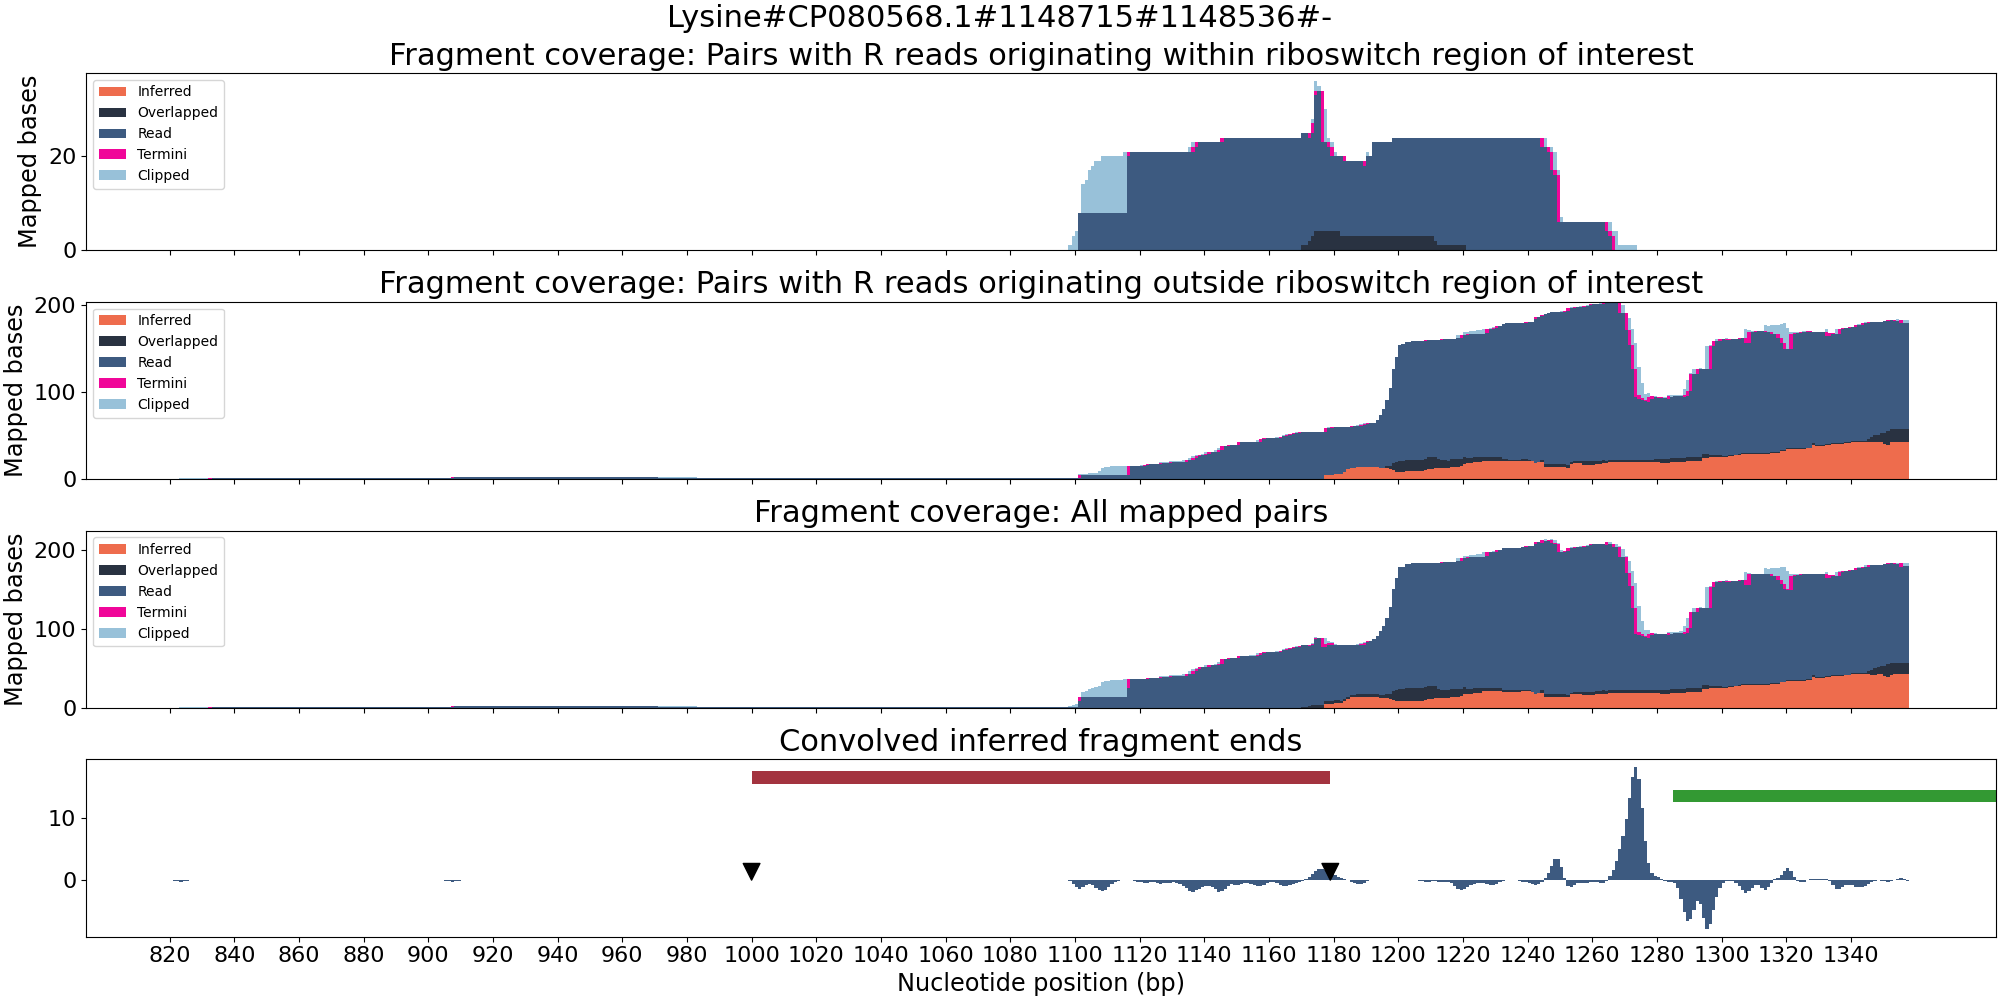 Lysine#CP080568.1#1148715#1148536#-
Fragment coverage: Pairs with R reads originating within riboswitch region of interest
Mapped bases
20
0
Inferred
Overlapped
Read
Termini
Clipped
Fragment coverage: Pairs with R reads originating outside riboswitch region of interest
Mapped bases
200
100
0
Inferred
Overlapped
Read
Termini
Clipped
Fragment coverage: All mapped pairs
Mapped bases
200
100
0
Inferred
Overlapped
Read
Termini
Clipped
Convolved inferred fragment ends
10
0
820 840 860 880 900 920 940 960 980 1000 1020 1040 1060 1080 1100 1120 1140 1160 1180 1200 1220 1240 1260 1280 1300 1320 1340
Nucleotide position (bp)